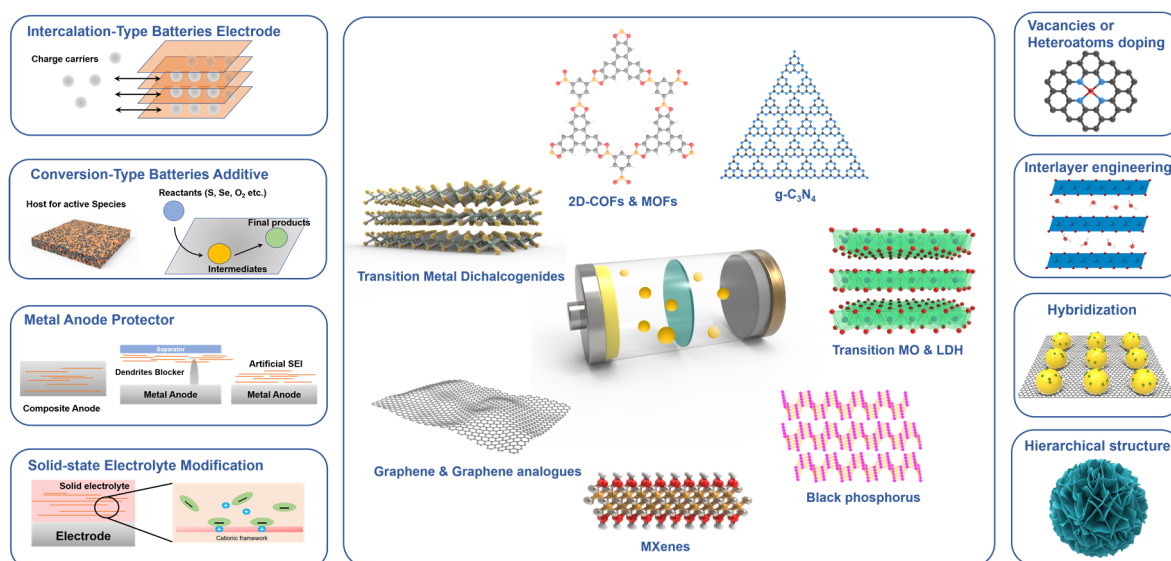 Intercalation-Type Batteries Electrode
Charge carriers
Conversion-Type Batteries Additive
Host for active Species
Reactants (S, Se, O₂ etc.)
Final products
Intermediates
Metal Anode Protector
Separator
Dendrites Blocker
Artificial SEI
Metal Anode
Metal Anode
Composite Anode
Solid-state Electrolyte Modification
Solid electrolyte
Electrode
Cationic framework
2D-COFs & MOFs
g-C₃N₄
Transition Metal Dichalcogenides
Transition MO & LDH
Graphene & Graphene analogues
Black phosphorus
MXenes
Vacancies or
Heteroatoms doping
Interlayer engineering
Hybridization
Hierarchical structure